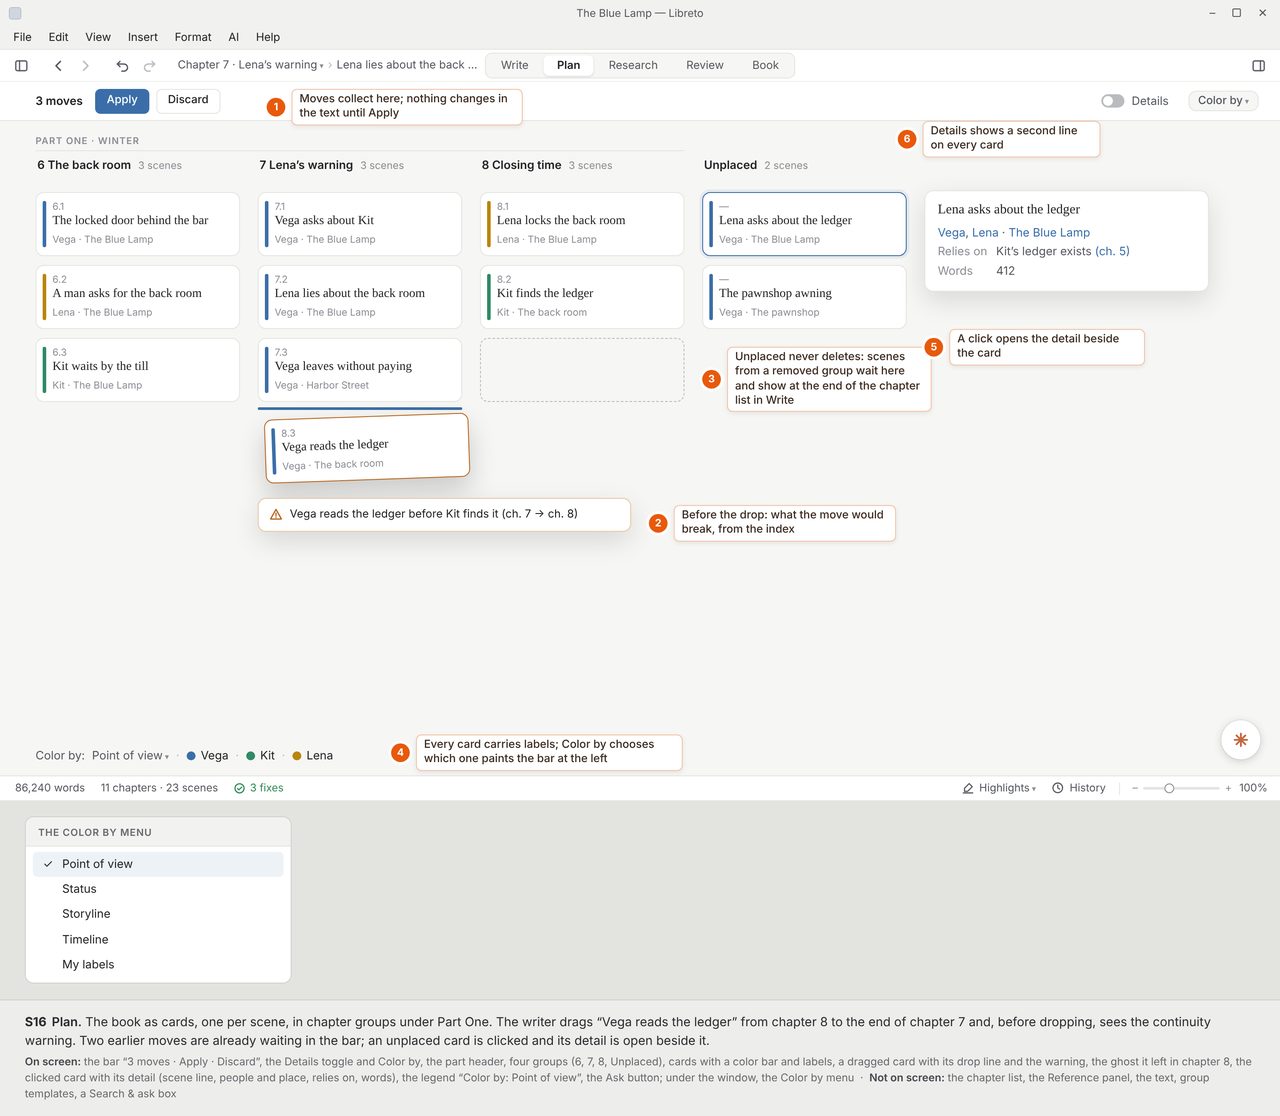 The Blue Lamp — Libreto
File Edit View Insert Format AI Help
Chapter 7 · Lena’s warning › Lena lies about the back ...
Write Plan Research Review Book
3 moves Apply Discard
1 Moves collect here; nothing changes in
the text until Apply
Details Color by
6 Details shows a second line
on every card
PART ONE · WINTER
6 The back room 3 scenes
7 Lena’s warning 3 scenes
8 Closing time 3 scenes
Unplaced 2 scenes
6.1
The locked door behind the bar
Vega · The Blue Lamp
6.2
A man asks for the back room
Lena · The Blue Lamp
6.3
Kit waits by the till
Kit · The Blue Lamp
7.1
Vega asks about Kit
Vega · The Blue Lamp
7.2
Lena lies about the back room
Vega · The Blue Lamp
7.3
Vega leaves without paying
Vega · Harbor Street
8.3
Vega reads the ledger
Vega · The back room
Vega reads the ledger before Kit finds it (ch. 7 → ch. 8)
2 Before the drop: what the move would
break, from the index
8.1
Lena locks the back room
Lena · The Blue Lamp
8.2
Kit finds the ledger
Kit · The back room
—
Lena asks about the ledger
Vega · The Blue Lamp
—
The pawnshop awning
Vega · The pawnshop
3 Unplaced never deletes: scenes
from a removed group wait here
and show at the end of the chapter
list in Write
Lena asks about the ledger
Vega, Lena · The Blue Lamp
Relies on Kit’s ledger exists (ch. 5)
Words 412
5 A click opens the detail beside
the card
Color by: Point of view · Vega · Kit · Lena
4 Every card carries labels; Color by chooses
which one paints the bar at the left
86,240 words 11 chapters · 23 scenes 3 fixes
Highlights History − + 100%
THE COLOR BY MENU
Point of view
Status
Storyline
Timeline
My labels
S16 Plan. The book as cards, one per scene, in chapter groups under Part One. The writer drags “Vega reads the ledger” from chapter 8 to the end of chapter 7 and, before dropping, sees the continuity
warning. Two earlier moves are already waiting in the bar; an unplaced card is clicked and its detail is open beside it.
On screen: the bar “3 moves · Apply · Discard”, the Details toggle and Color by, the part header, four groups (6, 7, 8, Unplaced), cards with a color bar and labels, a dragged card with its drop line and the warning, the ghost it left in chapter 8, the
clicked card with its detail (scene line, people and place, relies on, words), the legend “Color by: Point of view”, the Ask button; under the window, the Color by menu · Not on screen: the chapter list, the Reference panel, the text, group
templates, a Search & ask box